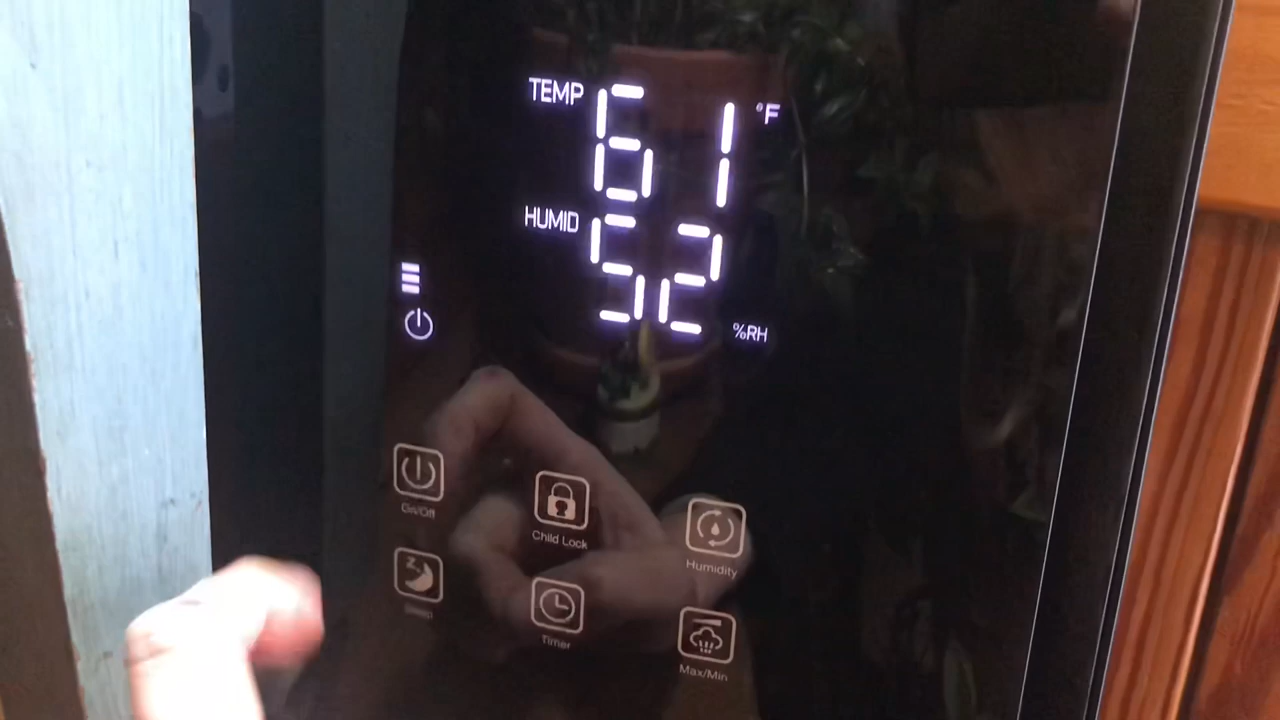 TEMP 61 °F
HUMID 52 %RH
On/Off
Child Lock
Humidity
Sleep
Timer
Max/Min